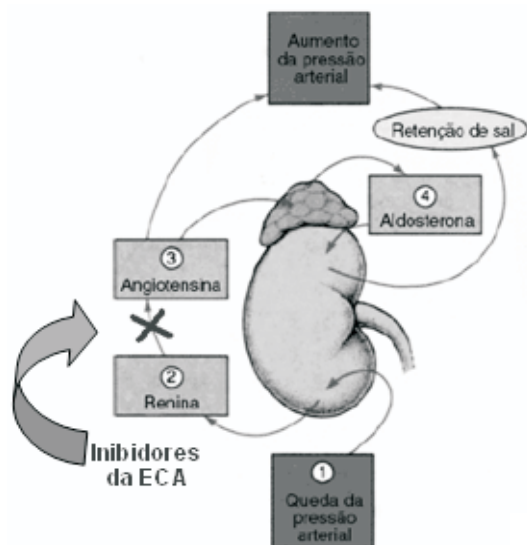 Aumento
da pressão
arterial
Retenção de sal
4
Aldosterona
3
Angiotensina
2
Renina
Inibidores
da ECA
1
Queda da
pressão
arterial